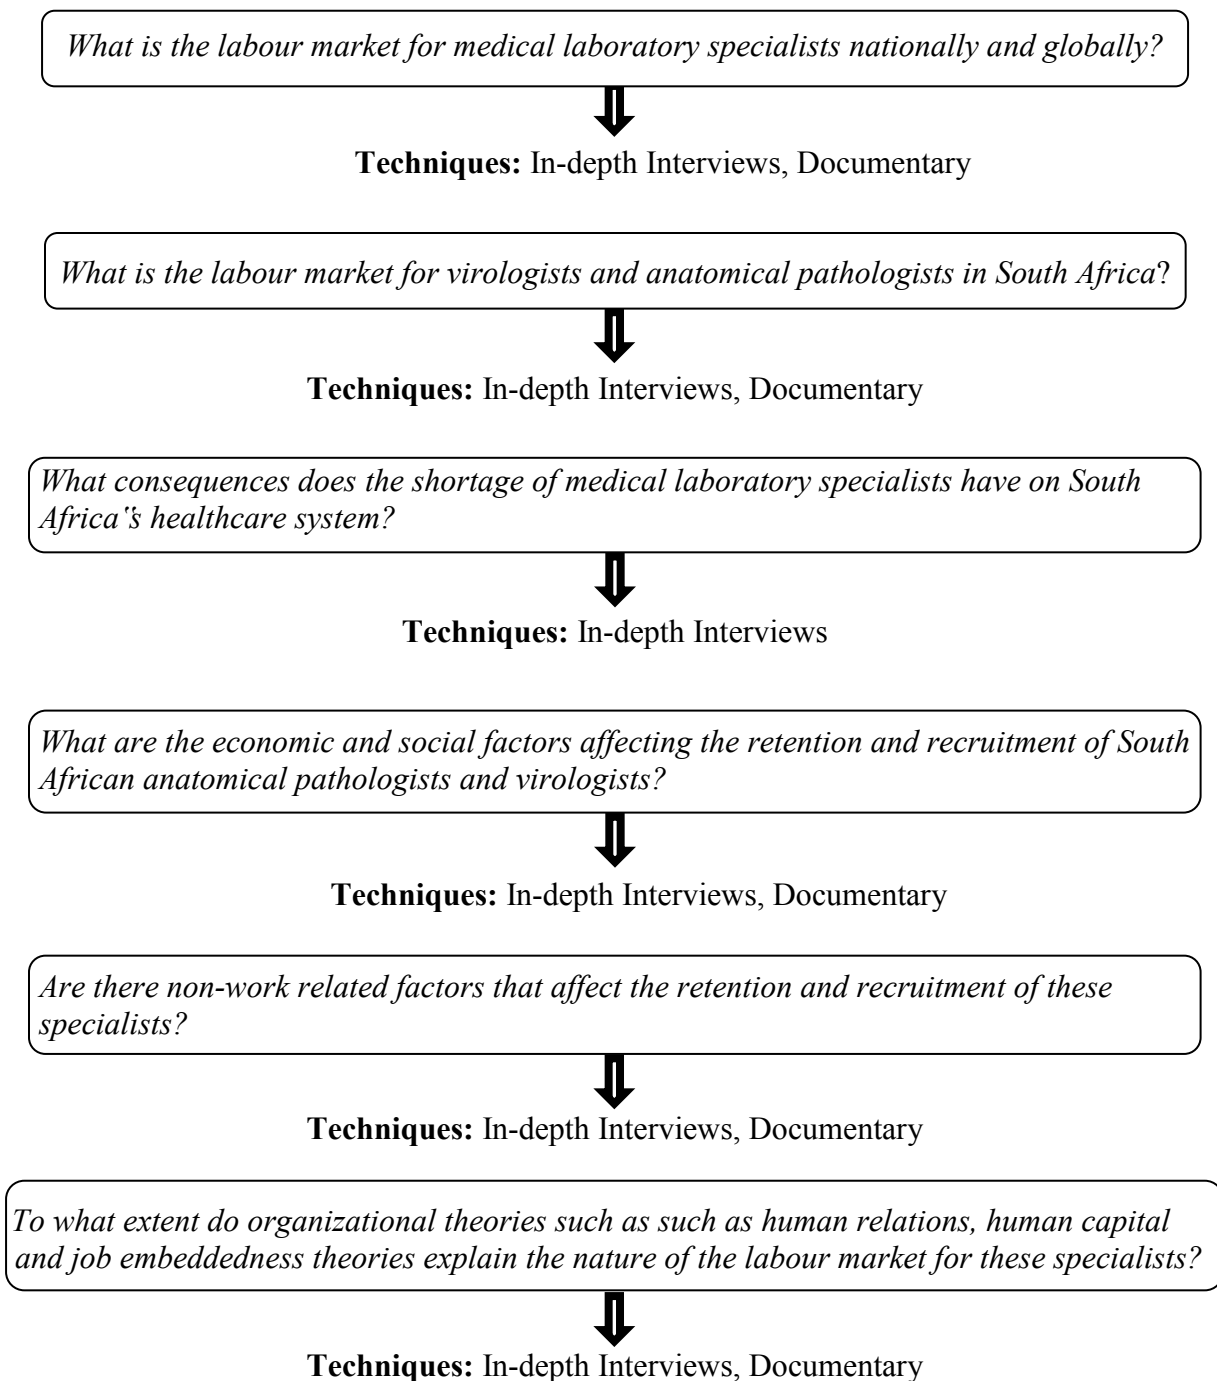 What is the labour market for medical laboratory specialists nationally and globally?
Techniques: In-depth Interviews, Documentary
What is the labour market for virologists and anatomical pathologists in South Africa?
Techniques: In-depth Interviews, Documentary
What consequences does the shortage of medical laboratory specialists have on South
Africa‟s healthcare system?
Techniques: In-depth Interviews
What are the economic and social factors affecting the retention and recruitment of South
African anatomical pathologists and virologists?
Techniques: In-depth Interviews, Documentary
Are there non-work related factors that affect the retention and recruitment of these
specialists?
Techniques: In-depth Interviews, Documentary
To what extent do organizational theories such as such as human relations, human capital
and job embeddedness theories explain the nature of the labour market for these specialists?
Techniques: In-depth Interviews, Documentary